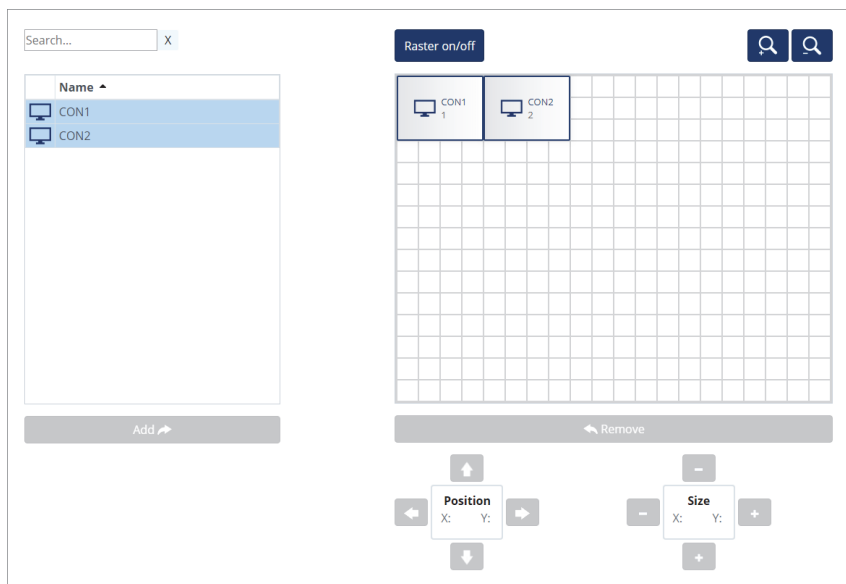 Search...
X
Raster on/off
Name
CON1
CON2
CON1
1
CON2
2
Add
Remove
Position
X: Y:
Size
X: Y: